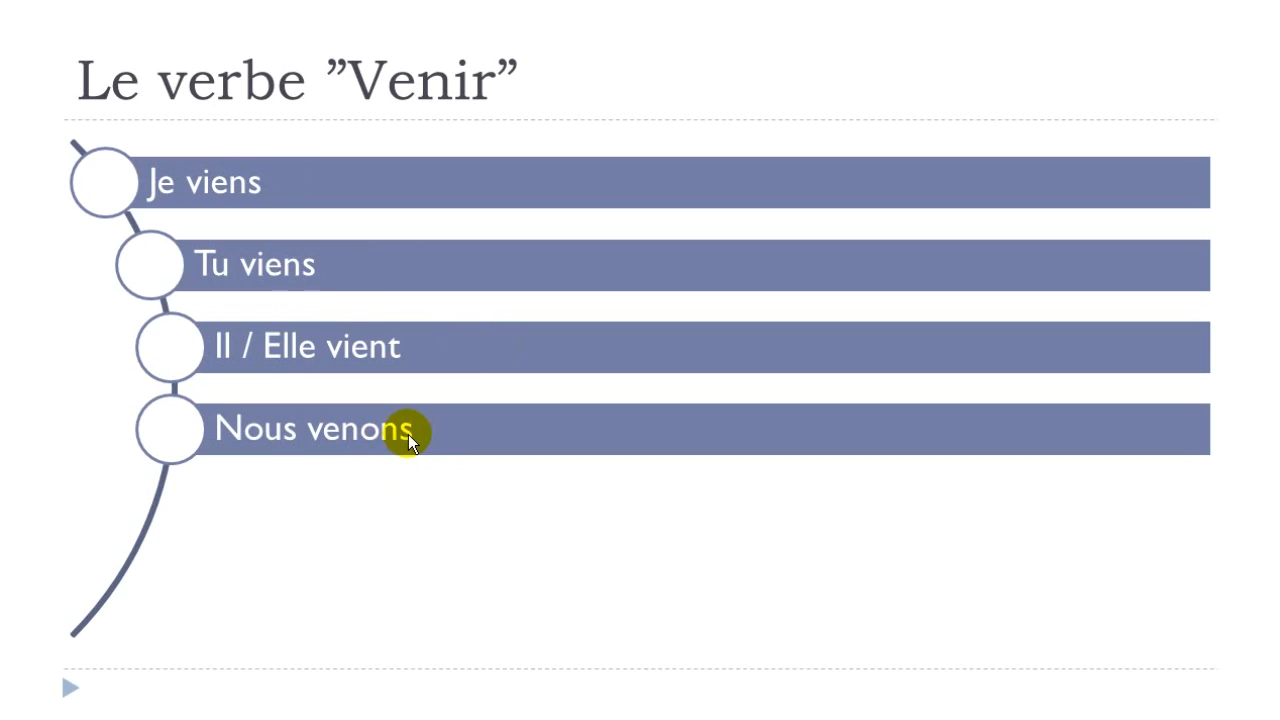 Le verbe ”Venir”
Je viens
Tu viens
Il / Elle vient
Nous venons